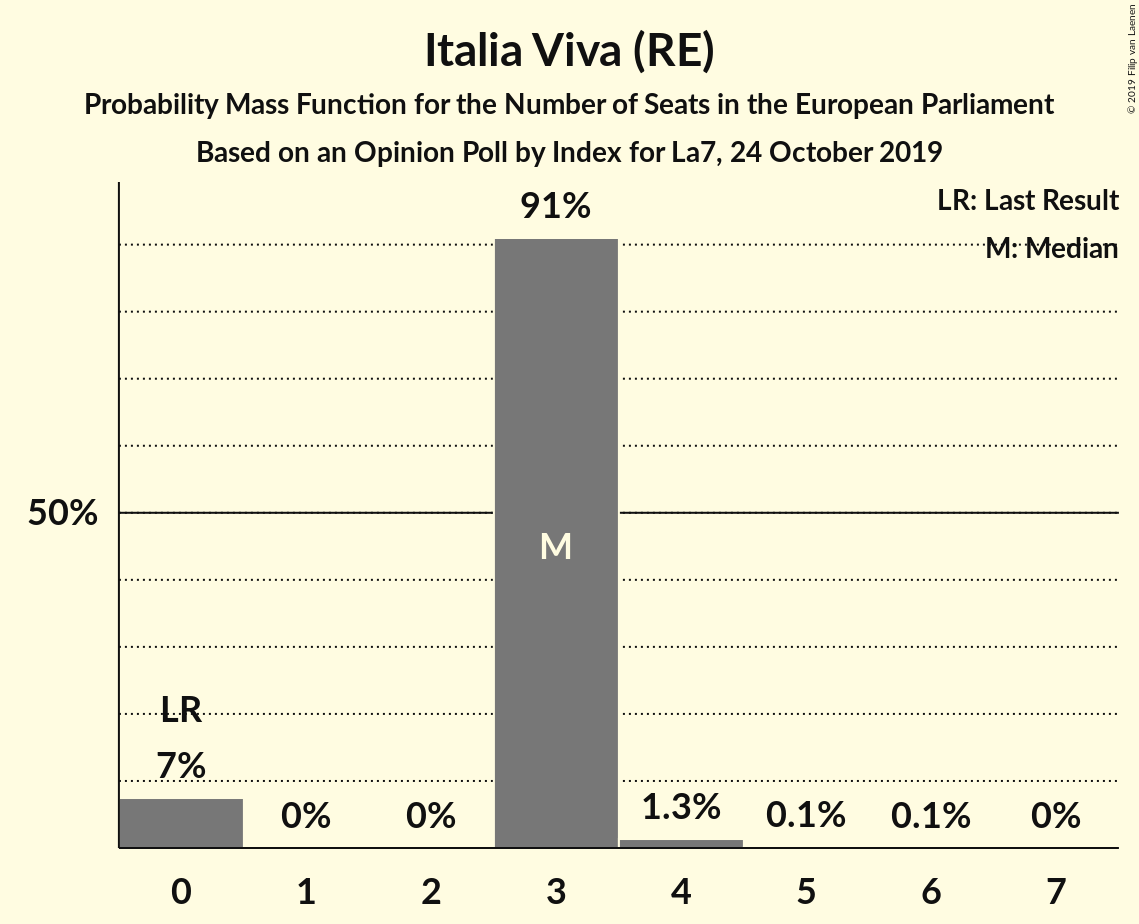 Italia Viva (RE)
Probability Mass Function for the Number of Seats in the European Parliament
Based on an Opinion Poll by Index for La7, 24 October 2019
© 2019 Filip van Laenen
LR: Last Result
M: Median
91%
50%
M
LR
7%
0%
0%
1.3%
0.1%
0.1%
0%
0
1
2
3
4
5
6
7